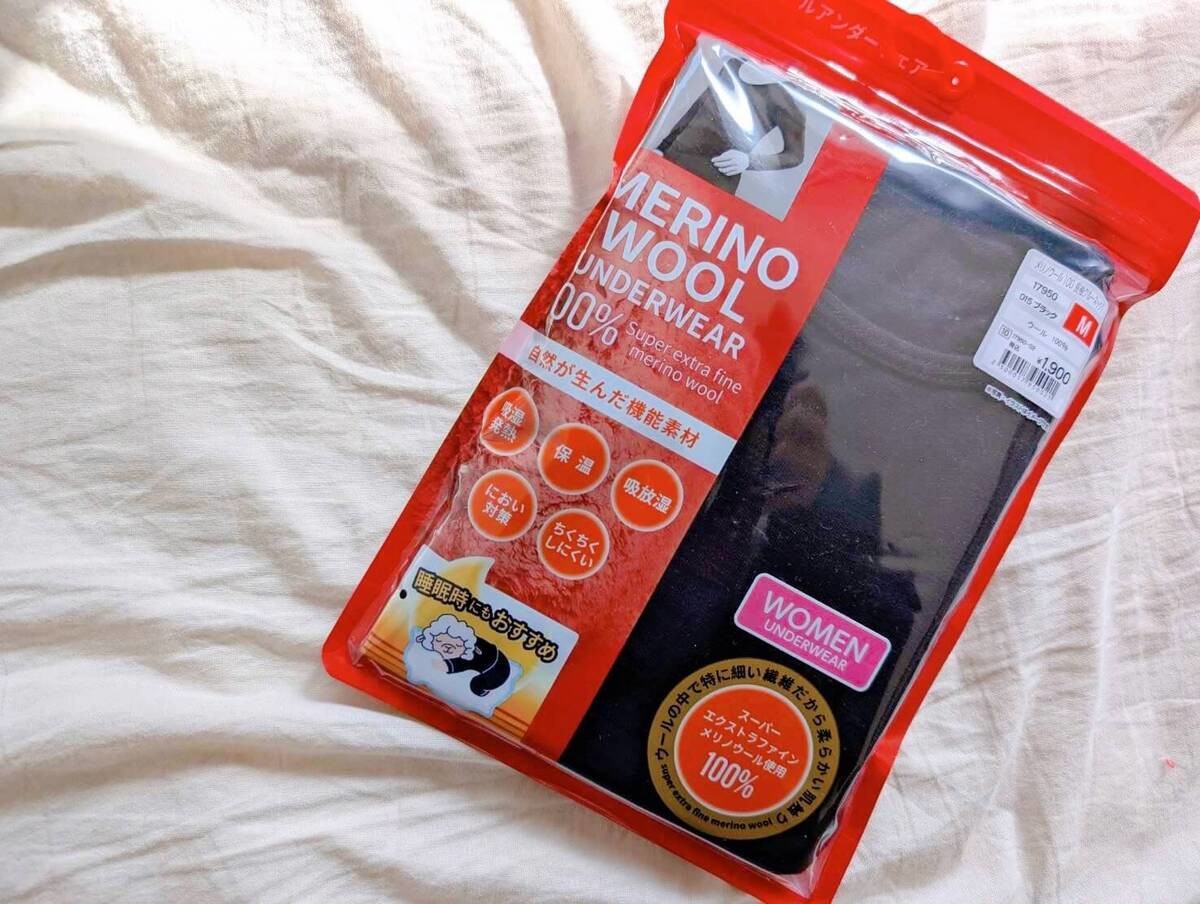 ルアンダーウェアー
MERINO
WOOL
UNDERWEAR
00%
Super extra fine
merino wool
自然が生んだ機能素材
吸湿
発熱
保温
吸放湿
におい
対策
ちくちく
しにくい
睡眠時にもおすすめ
17950
015 ブラック
M
ウール 100%
税込
¥1,900
WOMEN
UNDERWEAR
ウールの中で特に細い繊維だから柔らかい肌触り
スーパー
エクストラファイン
メリノウール使用
100%
super extra fine merino wool